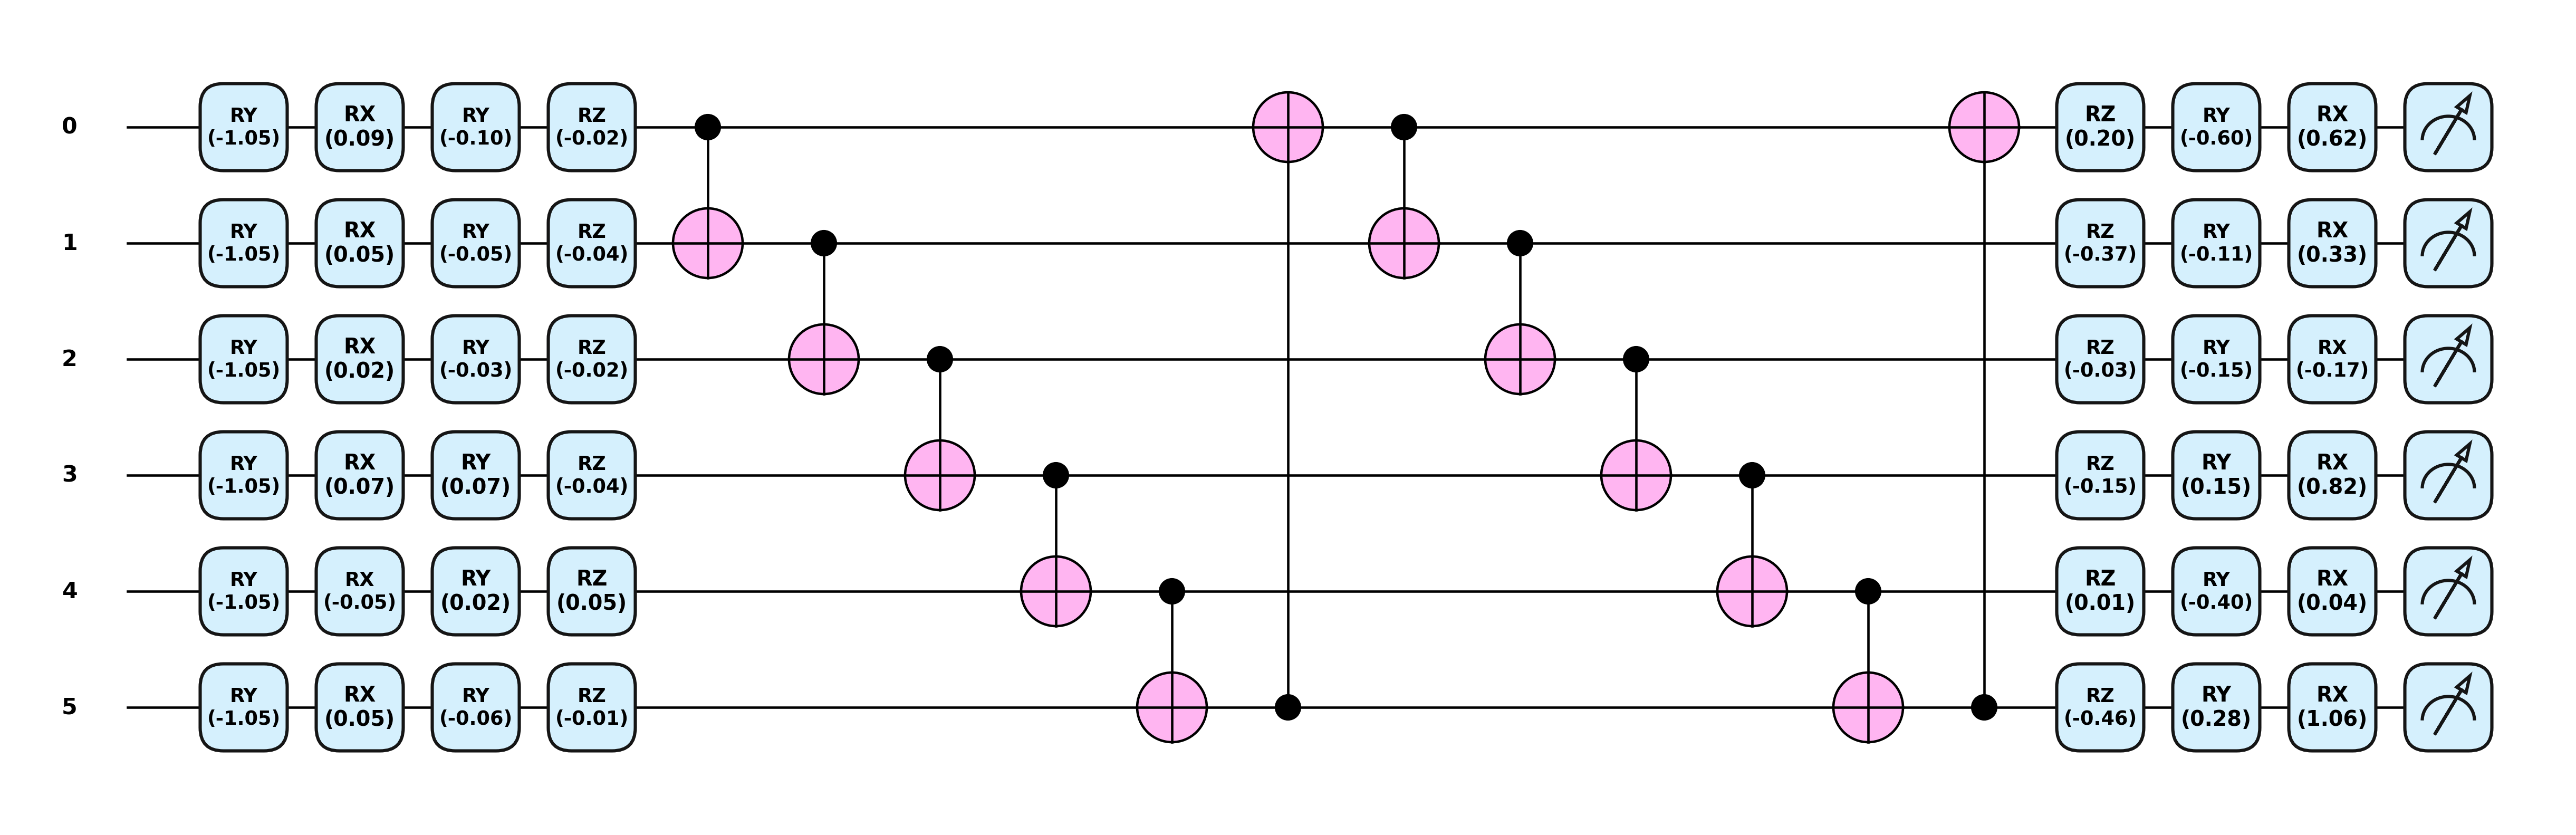 0 RY RX RY RZ RZ RY RX
(-1.05) (0.09) (-0.10) (-0.02) (0.20) (-0.60) (0.62)
1 RY RX RY RZ RZ RY RX
(-1.05) (0.05) (-0.05) (-0.04) (-0.37) (-0.11) (0.33)
2 RY RX RY RZ RZ RY RX
(-1.05) (0.02) (-0.03) (-0.02) (-0.03) (-0.15) (-0.17)
3 RY RX RY RZ RZ RY RX
(-1.05) (0.07) (0.07) (-0.04) (-0.15) (0.15) (0.82)
4 RY RX RY RZ RZ RY RX
(-1.05) (-0.05) (0.02) (0.05) (0.01) (-0.40) (0.04)
5 RY RX RY RZ RZ RY RX
(-1.05) (0.05) (-0.06) (-0.01) (-0.46) (0.28) (1.06)